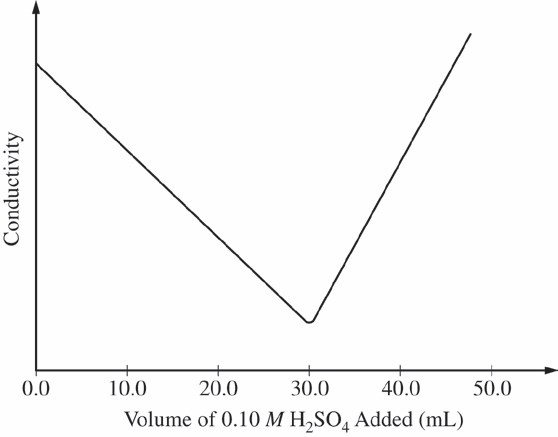 Conductivity
0.0 10.0 20.0 30.0 40.0 50.0
Volume of 0.10 M H₂SO₄ Added (mL)